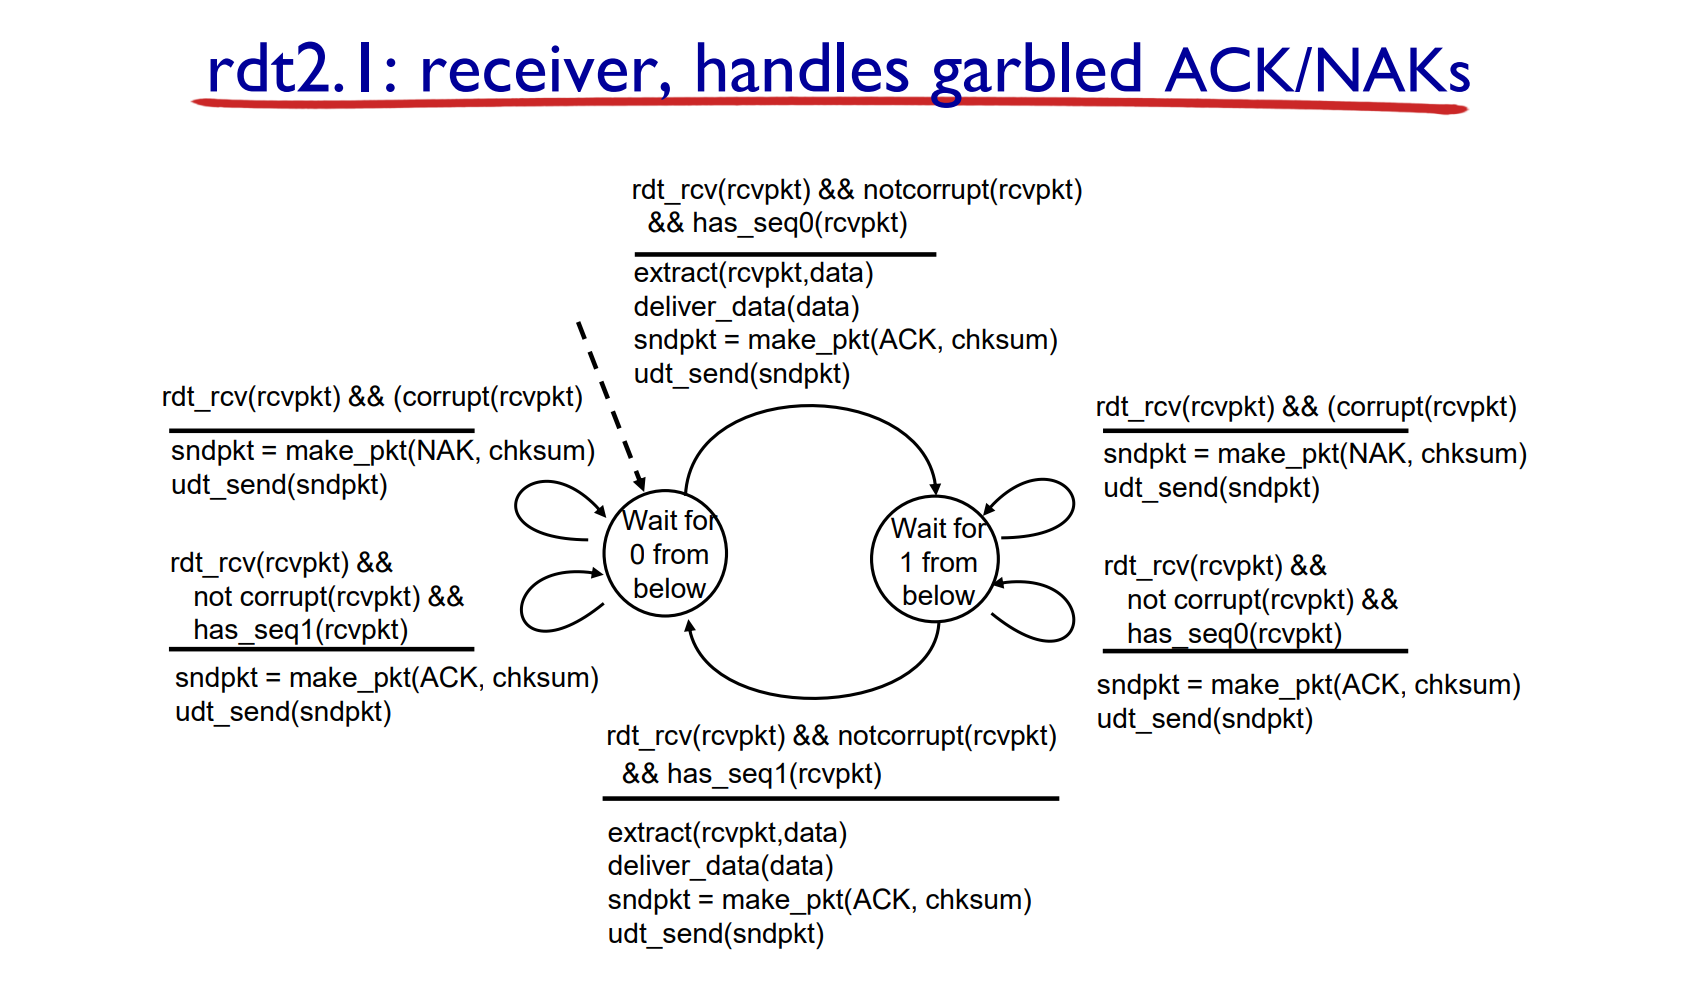 rdt2.1: receiver, handles garbled ACK/NAKs
rdt_rcv(rcvpkt) && notcorrupt(rcvpkt)
&& has_seq0(rcvpkt)
extract(rcvpkt,data)
deliver_data(data)
sndpkt = make_pkt(ACK, chksum)
udt_send(sndpkt)
rdt_rcv(rcvpkt) && (corrupt(rcvpkt)
sndpkt = make_pkt(NAK, chksum)
udt_send(sndpkt)
rdt_rcv(rcvpkt) &&
not corrupt(rcvpkt) &&
has_seq1(rcvpkt)
sndpkt = make_pkt(ACK, chksum)
udt_send(sndpkt)
Wait for
0 from
below
Wait for
1 from
below
rdt_rcv(rcvpkt) && (corrupt(rcvpkt)
sndpkt = make_pkt(NAK, chksum)
udt_send(sndpkt)
rdt_rcv(rcvpkt) &&
not corrupt(rcvpkt) &&
has_seq0(rcvpkt)
sndpkt = make_pkt(ACK, chksum)
udt_send(sndpkt)
rdt_rcv(rcvpkt) && notcorrupt(rcvpkt)
&& has_seq1(rcvpkt)
extract(rcvpkt,data)
deliver_data(data)
sndpkt = make_pkt(ACK, chksum)
udt_send(sndpkt)